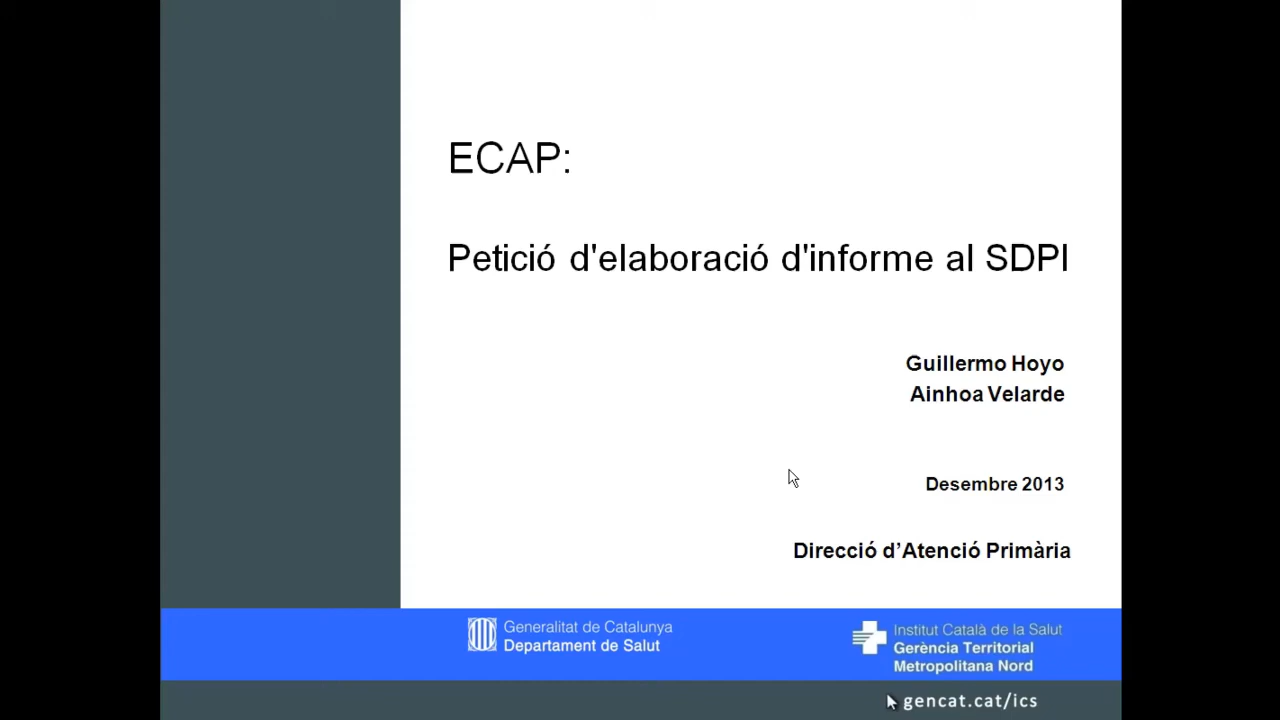 ECAP:
Petició d'elaboració d'informe al SDPI
Guillermo Hoyo
Ainhoa Velarde
Desembre 2013
Direcció d’Atenció Primària
Generalitat de Catalunya
Departament de Salut
Institut Català de la Salut
Gerència Territorial
Metropolitana Nord
gencat.cat/ics